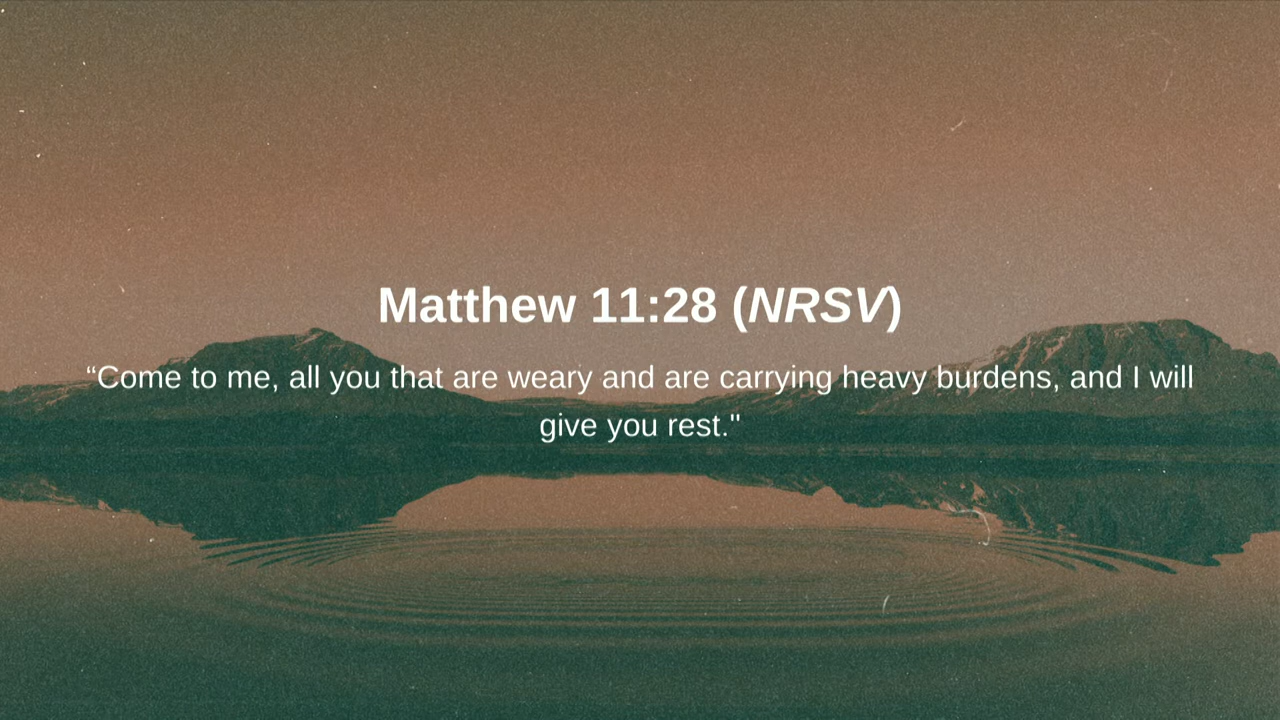 Matthew 11:28 (NRSV)
“Come to me, all you that are weary and are carrying heavy burdens, and I will
give you rest."